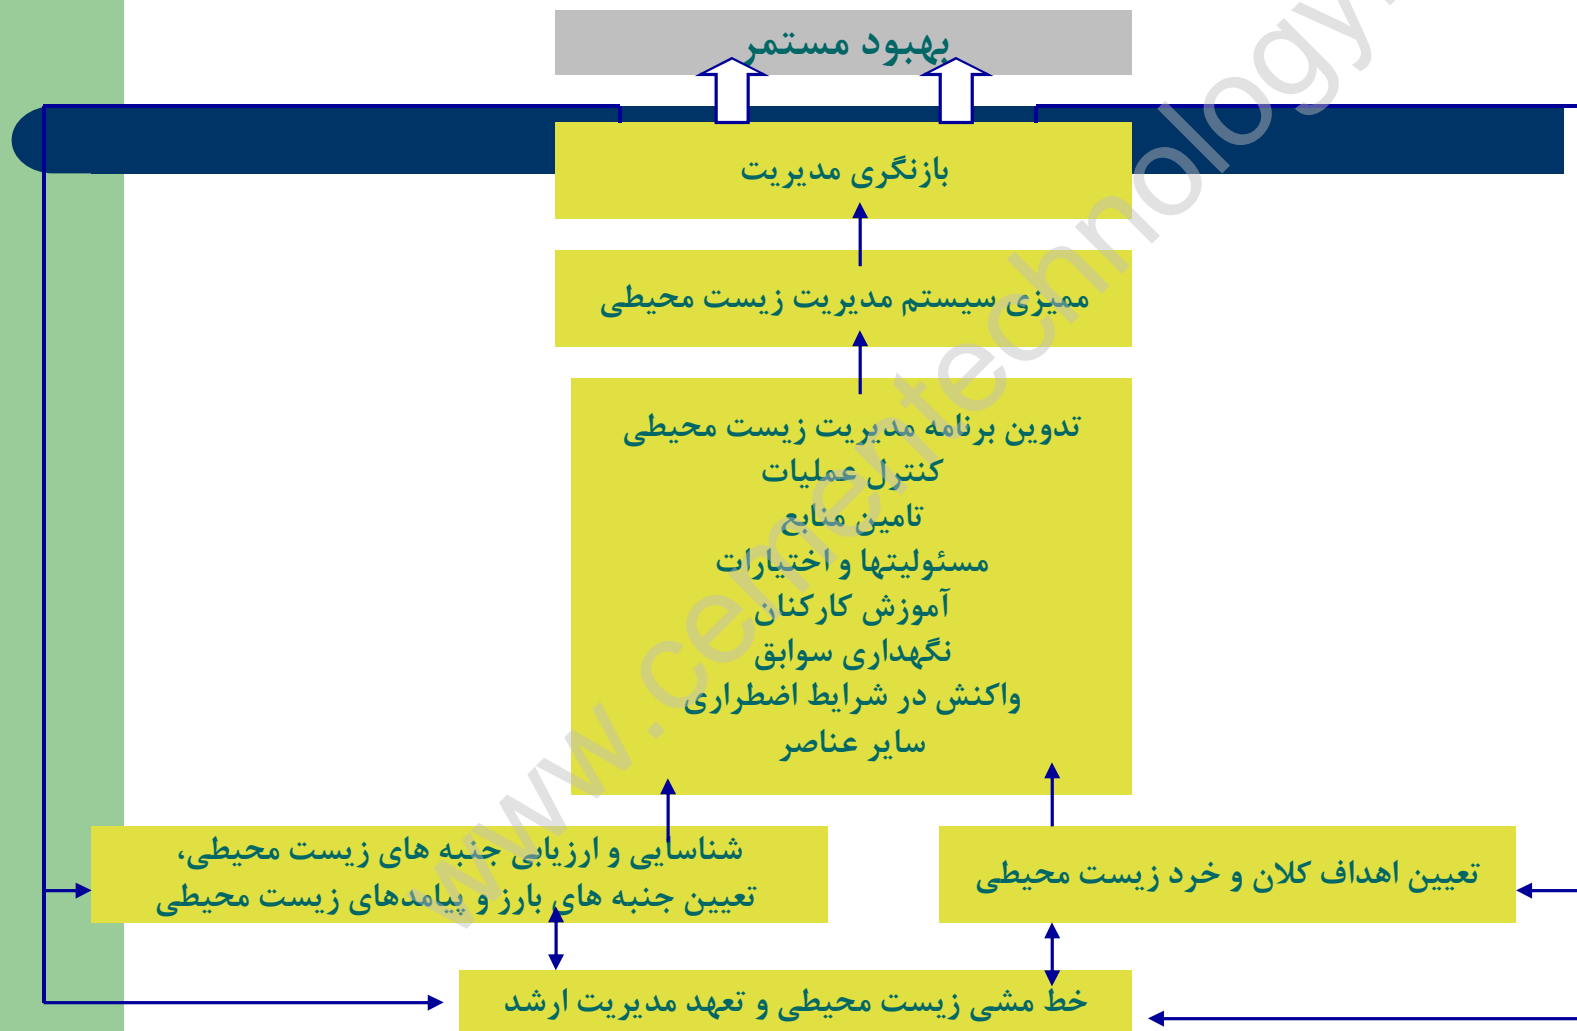 بهبود مستمر
بازنگری مدیریت
ممیزی سیستم مدیریت زیست محیطی
تدوین برنامه مدیریت زیست محیطی
کنترل عملیات
تامین منابع
مسئولیتها و اختیارات
آموزش کارکنان
نگهداری سوابق
واکنش در شرایط اضطراری
سایر عناصر
تعیین اهداف کلان و خرد زیست محیطی
شناسایی و ارزیابی جنبه های زیست محیطی،
تعیین جنبه های بارز و پیامدهای زیست محیطی
خط مشی زیست محیطی و تعهد مدیریت ارشد
www.cementechnology.